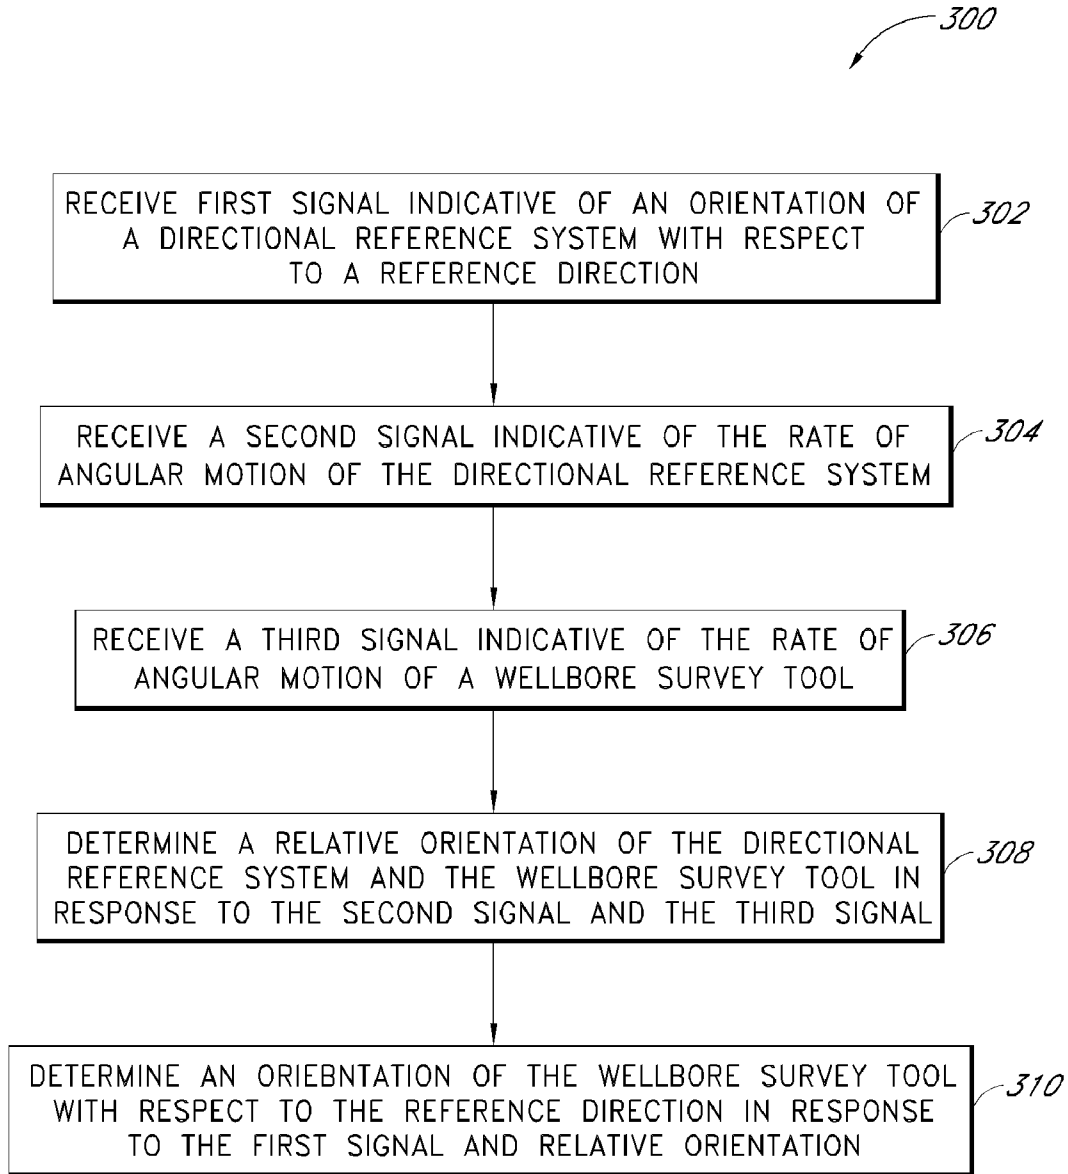 300
RECEIVE FIRST SIGNAL INDICATIVE OF AN ORIENTATION OF
A DIRECTIONAL REFERENCE SYSTEM WITH RESPECT
TO A REFERENCE DIRECTION
302
RECEIVE A SECOND SIGNAL INDICATIVE OF THE RATE OF
ANGULAR MOTION OF THE DIRECTIONAL REFERENCE SYSTEM
304
RECEIVE A THIRD SIGNAL INDICATIVE OF THE RATE OF
ANGULAR MOTION OF A WELLBORE SURVEY TOOL
306
DETERMINE A RELATIVE ORIENTATION OF THE DIRECTIONAL
REFERENCE SYSTEM AND THE WELLBORE SURVEY TOOL IN
RESPONSE TO THE SECOND SIGNAL AND THE THIRD SIGNAL
308
DETERMINE AN ORIEBNTATION OF THE WELLBORE SURVEY TOOL
WITH RESPECT TO THE REFERENCE DIRECTION IN RESPONSE
TO THE FIRST SIGNAL AND RELATIVE ORIENTATION
310